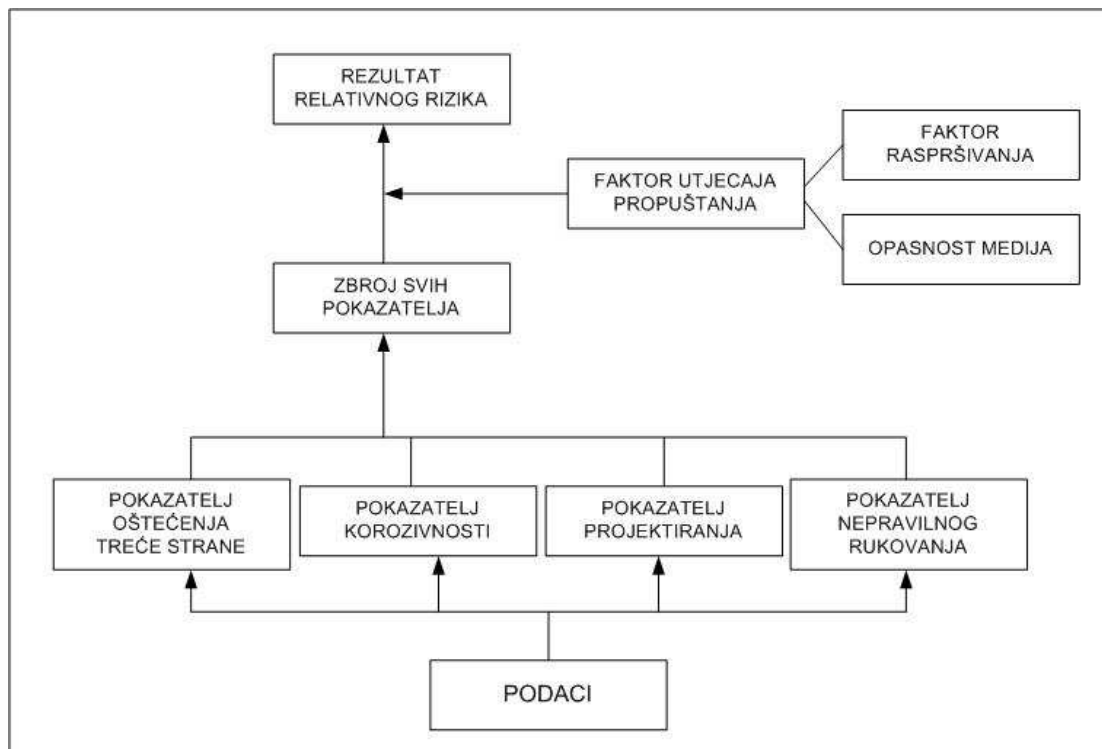 REZULTAT
RELATIVNOG RIZIKA
FAKTOR
RASPRŠIVANJA
FAKTOR UTJECAJA
PROPUŠTANJA
OPASNOST MEDIJA
ZBROJ SVIH
POKAZATELJA
POKAZATELJ
OŠTEĆENJA
TREĆE STRANE
POKAZATELJ
KOROZIVNOSTI
POKAZATELJ
PROJEKTIRANJA
POKAZATELJ
NEPRAVILNOG
RUKOVANJA
PODACI